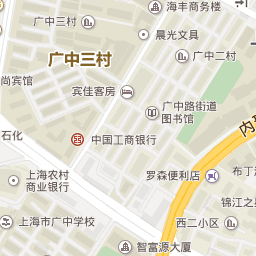 海丰商务楼
广中三村
晨光文具
广中二村
广中三村
尚宾馆
宾佳客房
广中路街道
图书馆
石化
中国工商银行
内环
上海农村
商业银行
罗森便利店
布丁
锦江之
上海市广中学校
西二小区
智富源大厦